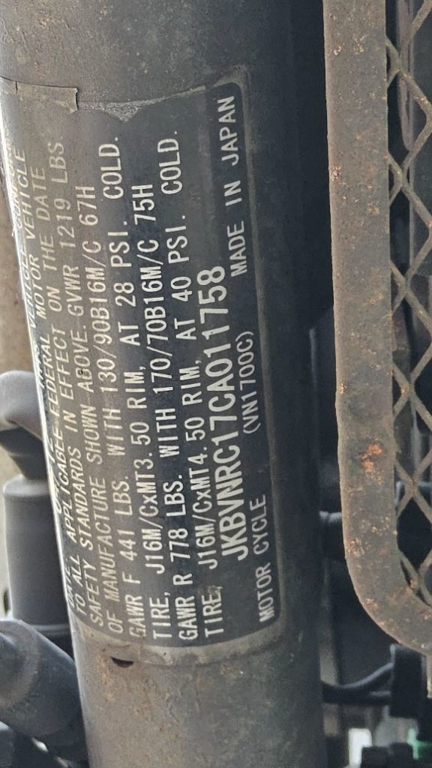 VEHICLE
FEDERAL MOTOR VEHICLE
TO ALL APPLICABLE IN EFFECT ON THE DATE
SAFETY STANDARDS ABOVE. GVWR 1219 LBS
OF MANUFACTURE SHOWN
GAWR F 441 LBS. WITH 130/90B16M/C 67H
TIRE, J16M/CxMT3.50 RIM, AT 28 PSI. COLD.
GAWR R 778 LBS. WITH 170/70B16M/C 75H
TIRE, J16M/CxMT4.50 RIM, AT 40 PSI. COLD.
JKBVNRC17CA011758
MOTOR CYCLE (VN1700C) MADE IN JAPAN